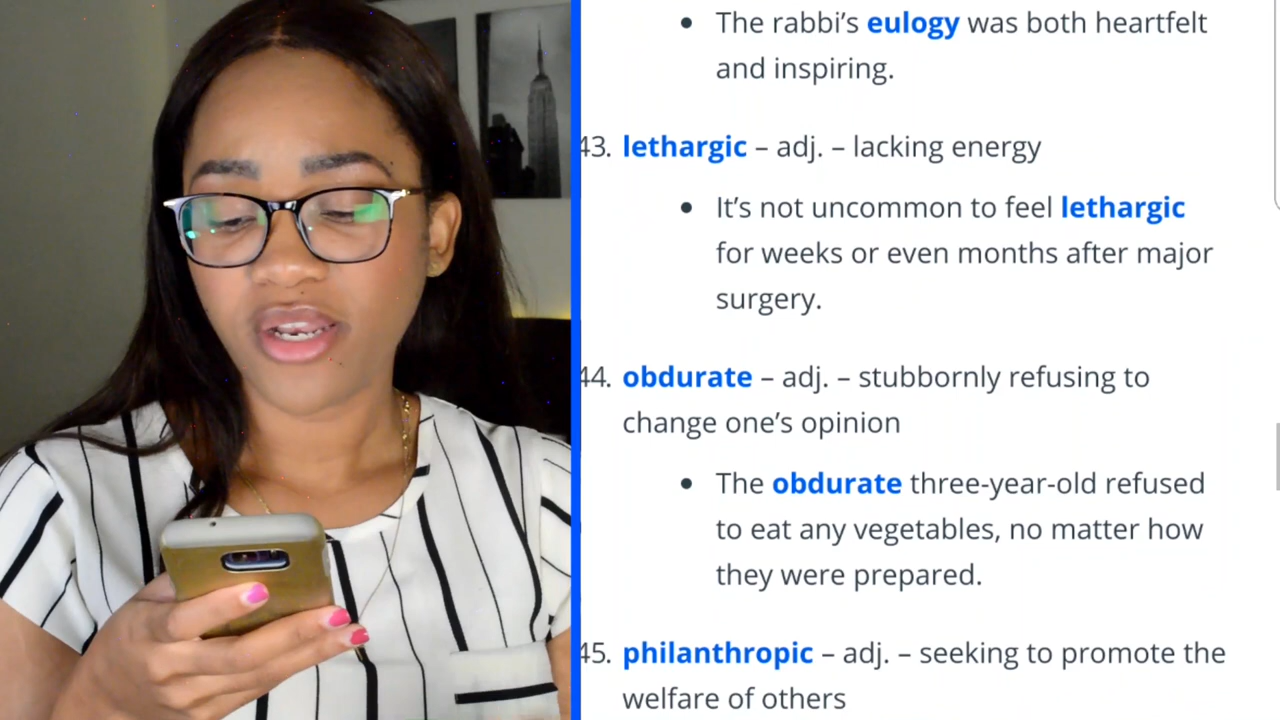 • The rabbi’s eulogy was both heartfelt
and inspiring.
43. lethargic – adj. – lacking energy
• It’s not uncommon to feel lethargic
for weeks or even months after major
surgery.
44. obdurate – adj. – stubbornly refusing to
change one’s opinion
• The obdurate three-year-old refused
to eat any vegetables, no matter how
they were prepared.
45. philanthropic – adj. – seeking to promote the
welfare of others